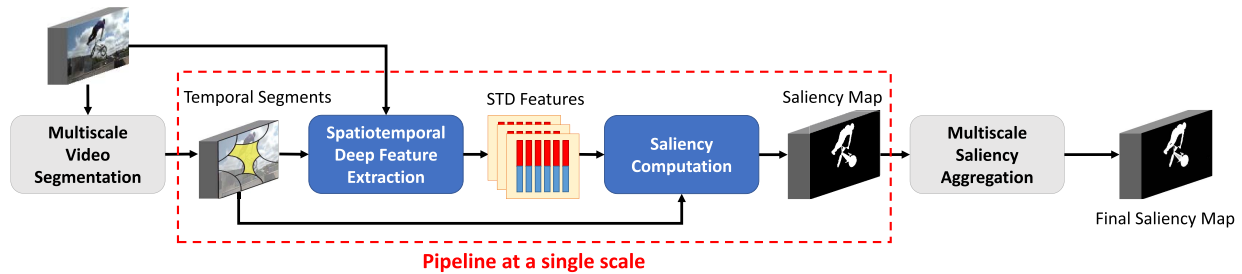 Multiscale
Video
Segmentation
Temporal Segments
Spatiotemporal
Deep Feature
Extraction
STD Features
Saliency
Computation
Saliency Map
Multiscale
Saliency
Aggregation
Final Saliency Map
Pipeline at a single scale